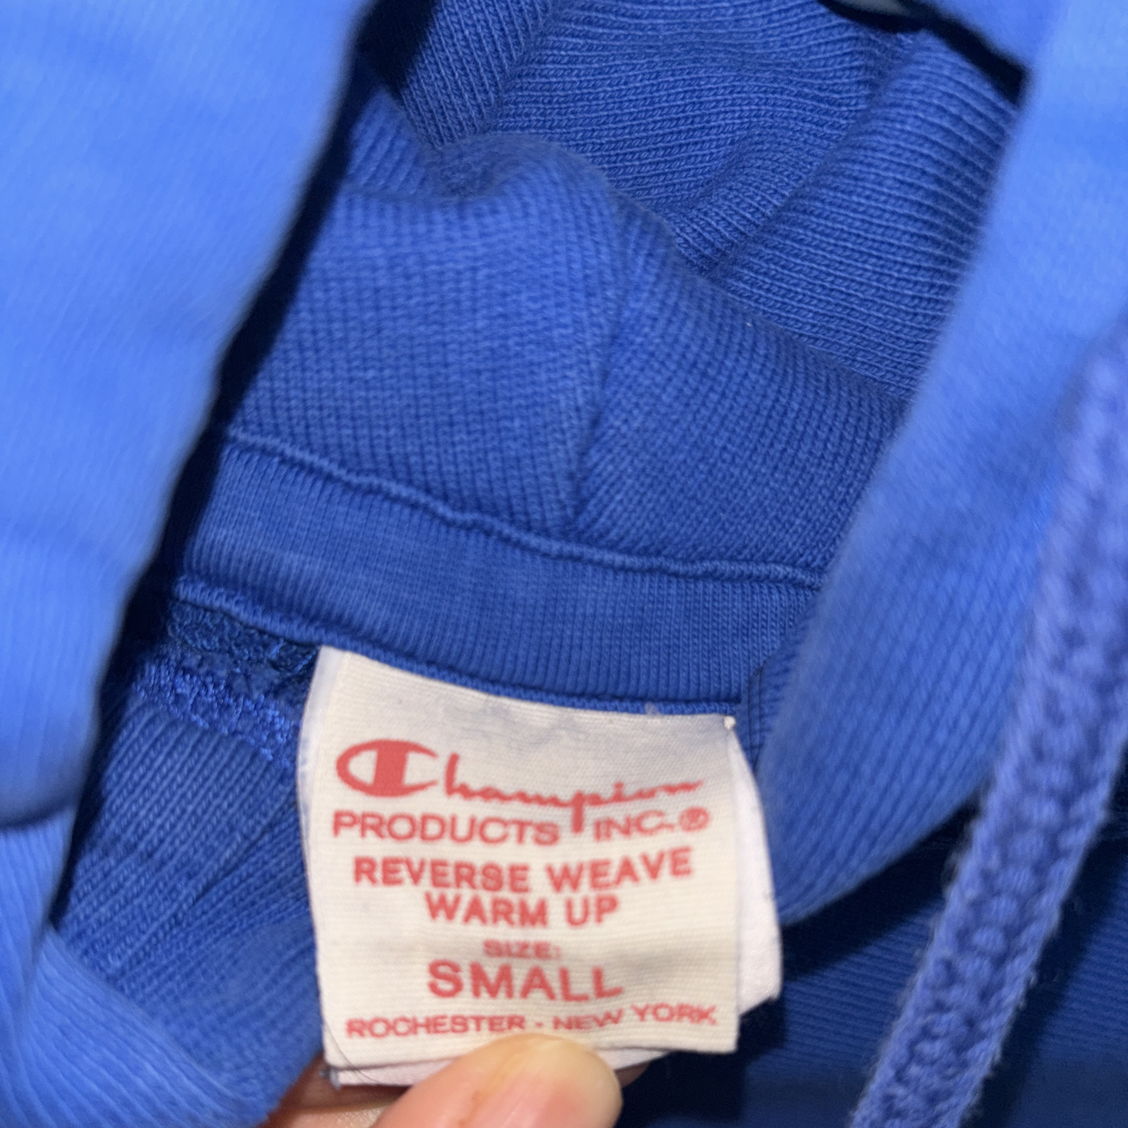 Champion
PRODUCTS INC.®
REVERSE WEAVE
WARM UP
SIZE:
SMALL
ROCHESTER - NEW YORK